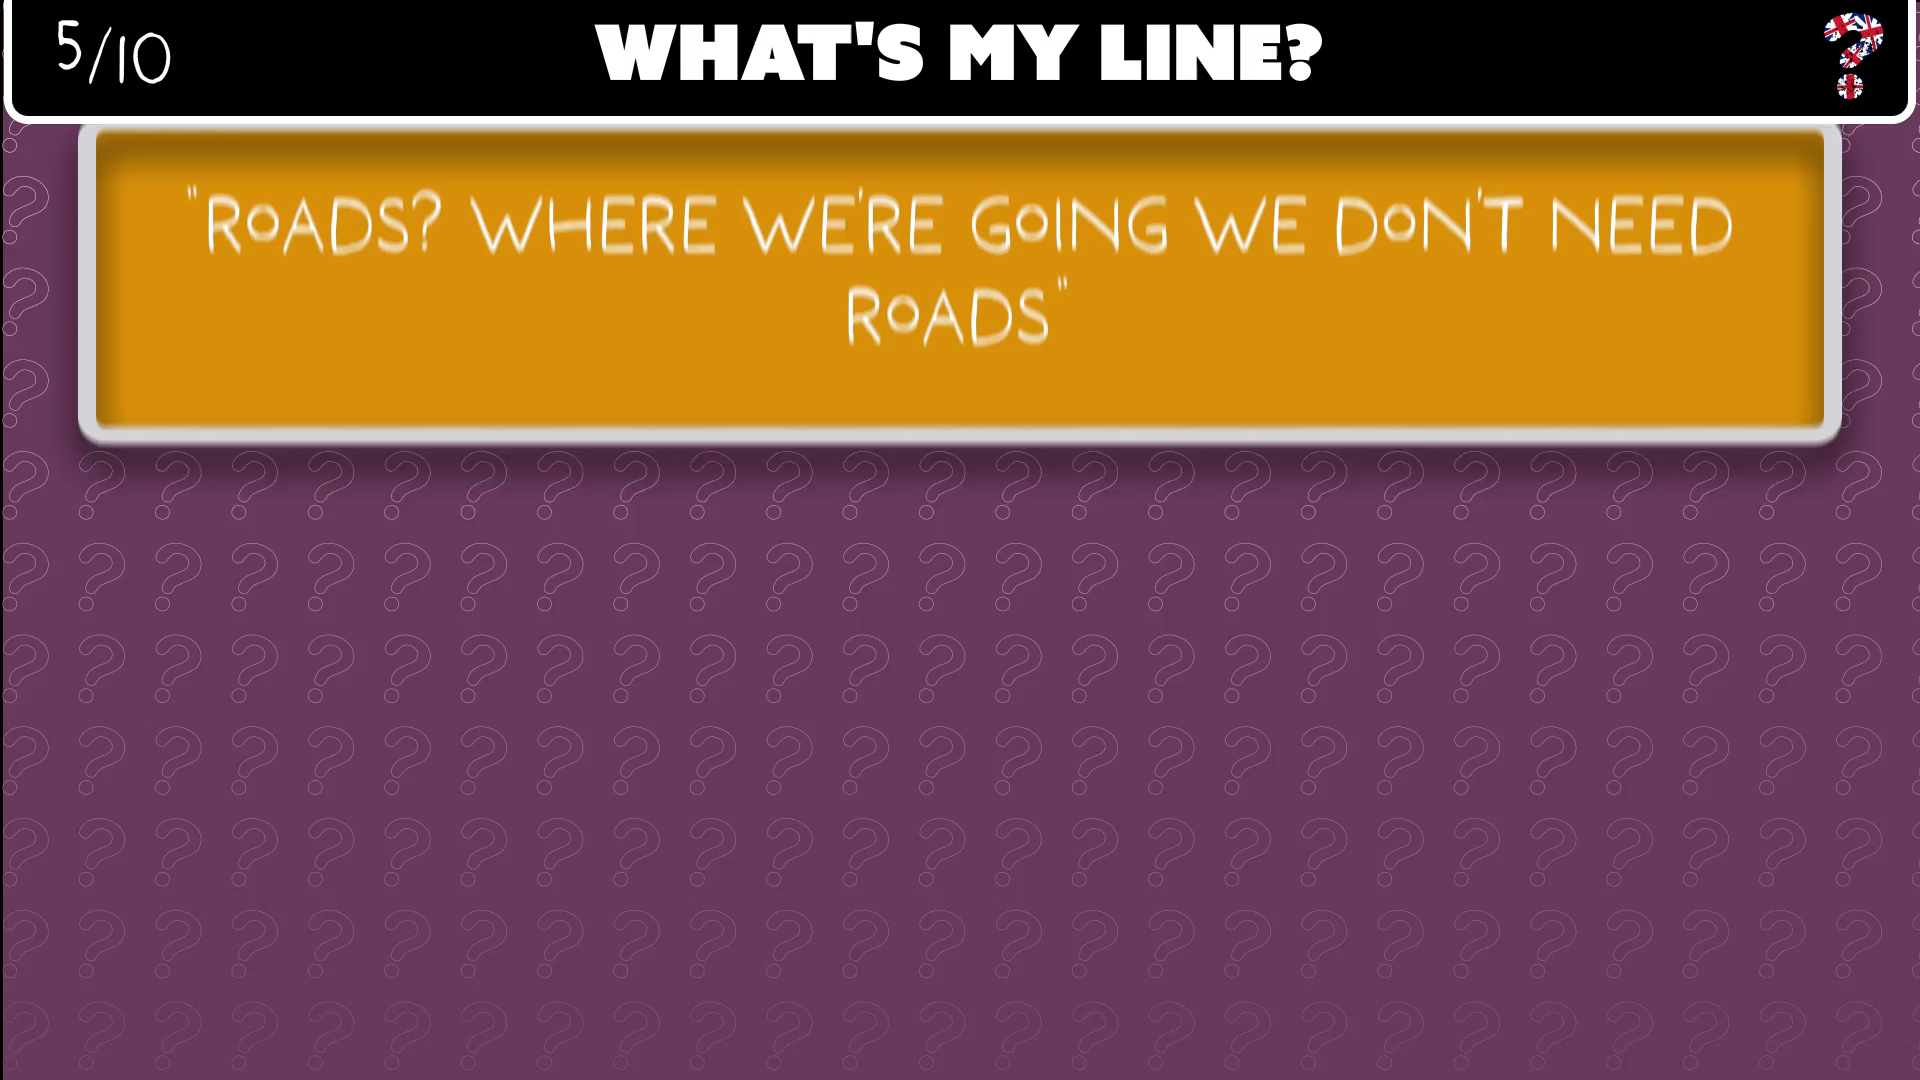 5/10
WHAT'S MY LINE?
"ROADS? WHERE WE'RE GOING WE DON'T NEED
ROADS"